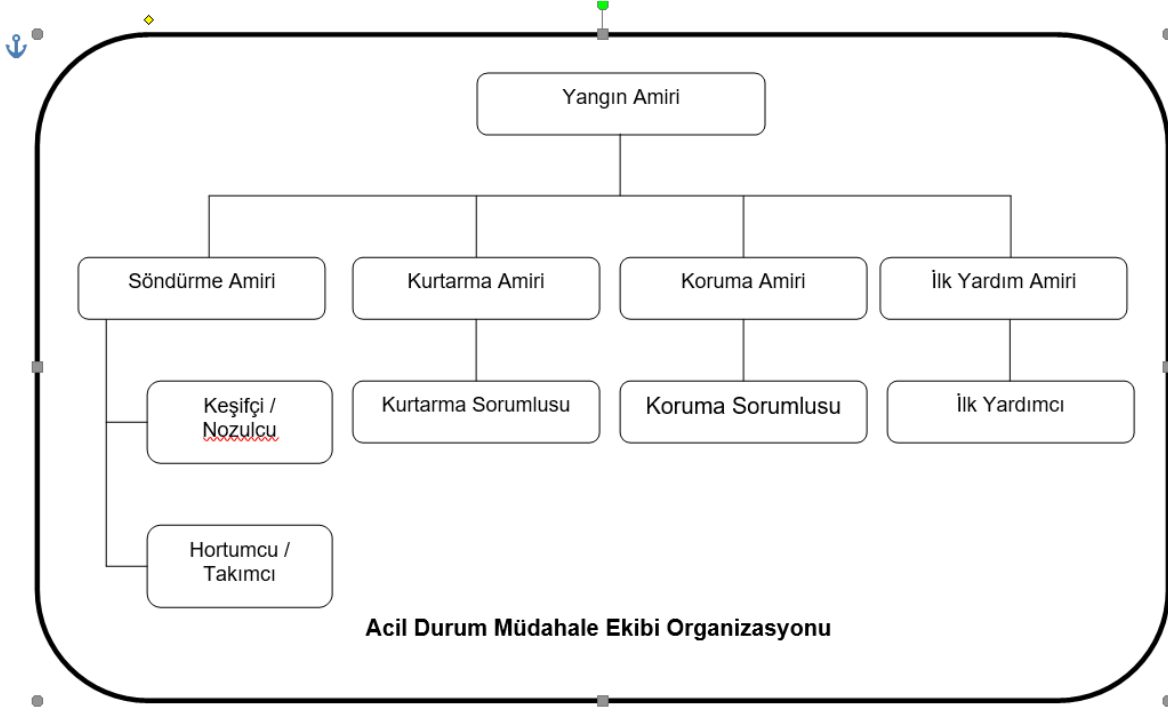 Yangın Amiri
Söndürme Amiri
Kurtarma Amiri
Koruma Amiri
İlk Yardım Amiri
Keşifçi /
Nozulcu
Kurtarma Sorumlusu
Koruma Sorumlusu
İlk Yardımcı
Hortumcu /
Takımcı
Acil Durum Müdahale Ekibi Organizasyonu